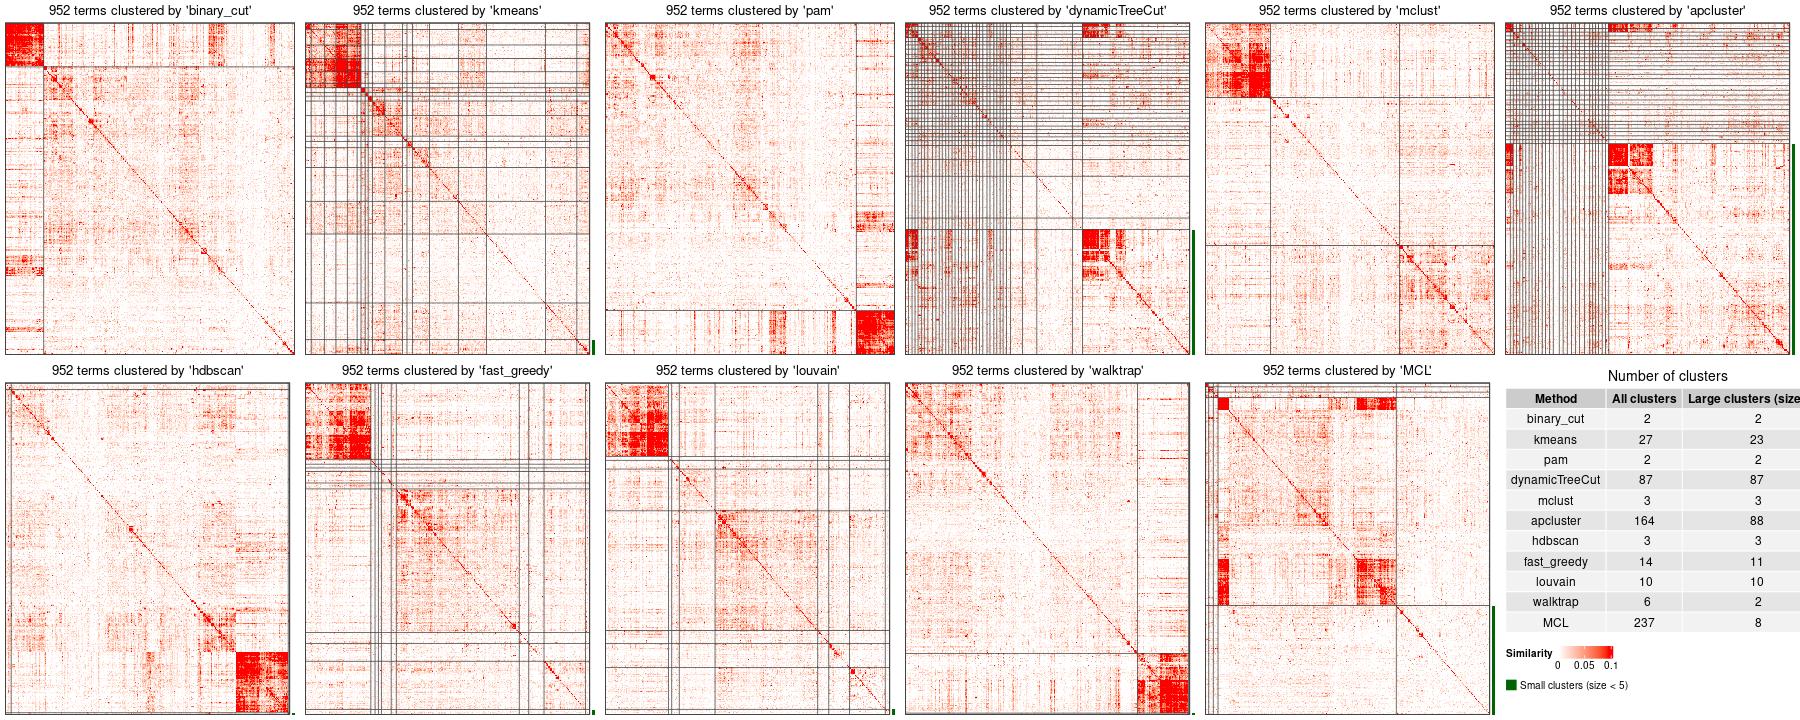 952 terms clustered by 'binary_cut'
952 terms clustered by 'kmeans'
952 terms clustered by 'pam'
952 terms clustered by 'dynamicTreeCut'
952 terms clustered by 'mclust'
952 terms clustered by 'apcluster'
952 terms clustered by 'hdbscan'
952 terms clustered by 'fast_greedy'
952 terms clustered by 'louvain'
952 terms clustered by 'walktrap'
952 terms clustered by 'MCL'
Number of clusters
Method All clusters Large clusters (size
binary_cut 2 2
kmeans 27 23
pam 2 2
dynamicTreeCut 87 87
mclust 3 3
apcluster 164 88
hdbscan 3 3
fast_greedy 14 11
louvain 10 10
walktrap 6 2
MCL 237 8
Similarity
0 0.05 0.1
Small clusters (size < 5)